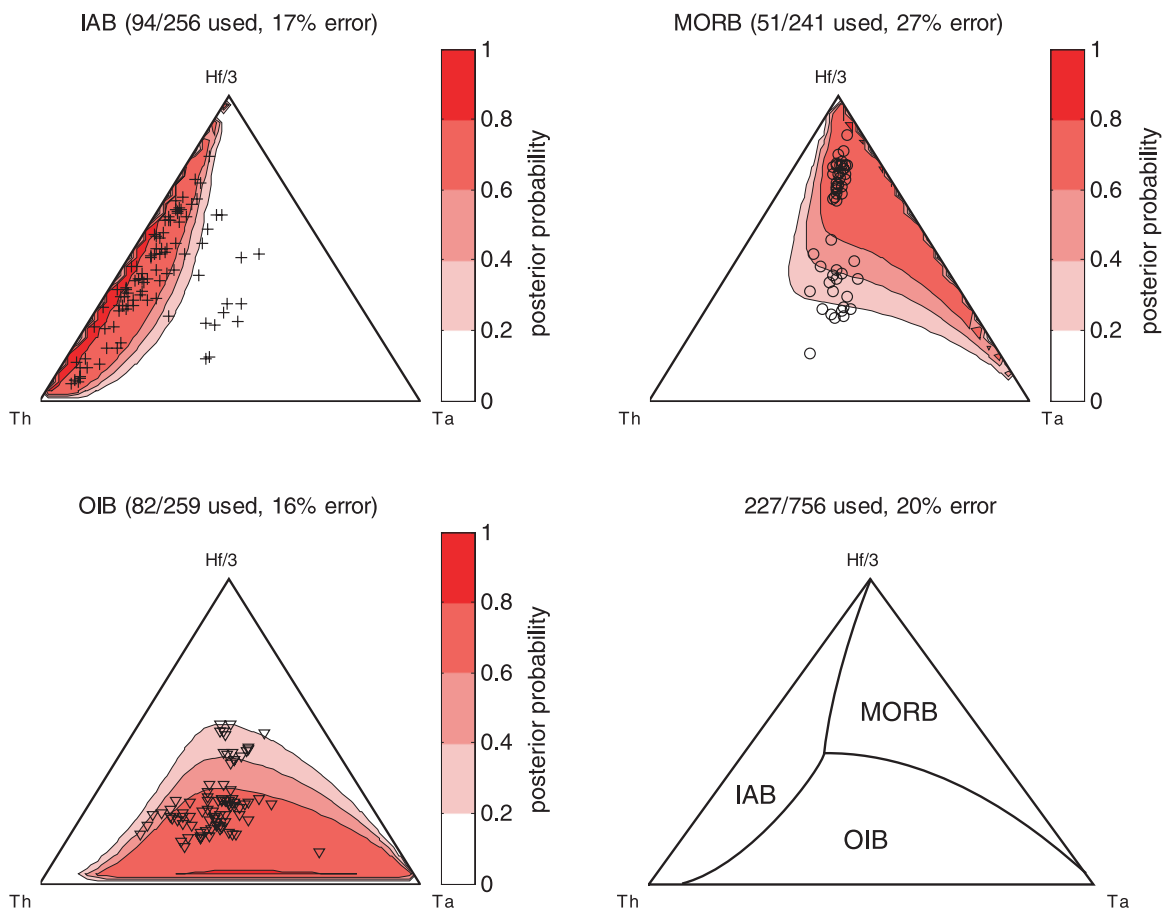 IAB (94/256 used, 17% error)
Hf/3
Th
Ta
1
0.8
0.6
0.4
0.2
0
posterior probability
MORB (51/241 used, 27% error)
Hf/3
Th
Ta
1
0.8
0.6
0.4
0.2
0
posterior probability
OIB (82/259 used, 16% error)
Hf/3
Th
Ta
1
0.8
0.6
0.4
0.2
0
posterior probability
227/756 used, 20% error
Hf/3
MORB
IAB
OIB
Th
Ta